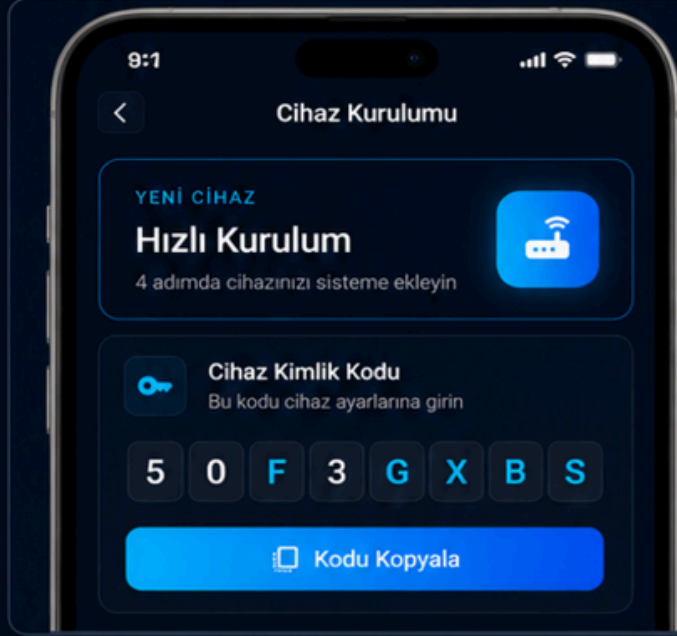 9:1
Cihaz Kurulumu
YENİ CİHAZ
Hızlı Kurulum
4 adımda cihazınızı sisteme ekleyin
Cihaz Kimlik Kodu
Bu kodu cihaz ayarlarına girin
5 0 F 3 G X B S
Kodu Kopyala